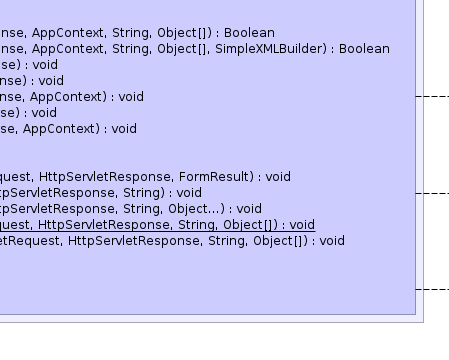 nse, AppContext, String, Object[]) : Boolean
nse, AppContext, String, Object[], SimpleXMLBuilder) : Boolean
se) : void
nse) : void
nse, AppContext) : void
se) : void
se, AppContext) : void
quest, HttpServletResponse, FormResult) : void
tpServletResponse, String) : void
tpServletResponse, String, Object...) : void
quest, HttpServletResponse, String, Object[]) : void
etRequest, HttpServletResponse, String, Object[]) : void